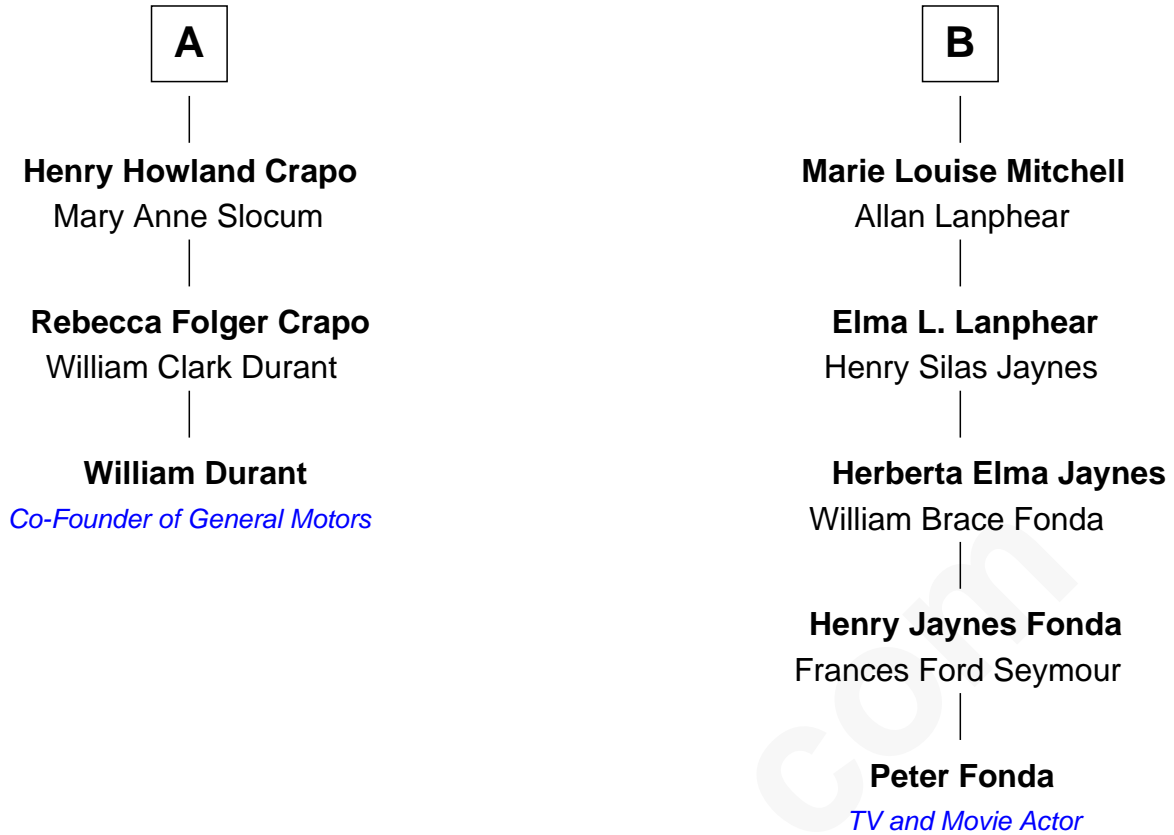 A
Henry Howland Crapo
Mary Anne Slocum
Rebecca Folger Crapo
William Clark Durant
William Durant
Co-Founder of General Motors
B
Marie Louise Mitchell
Allan Lanphear
Elma L. Lanphear
Henry Silas Jaynes
Herberta Elma Jaynes
William Brace Fonda
Henry Jaynes Fonda
Frances Ford Seymour
Peter Fonda
TV and Movie Actor
com